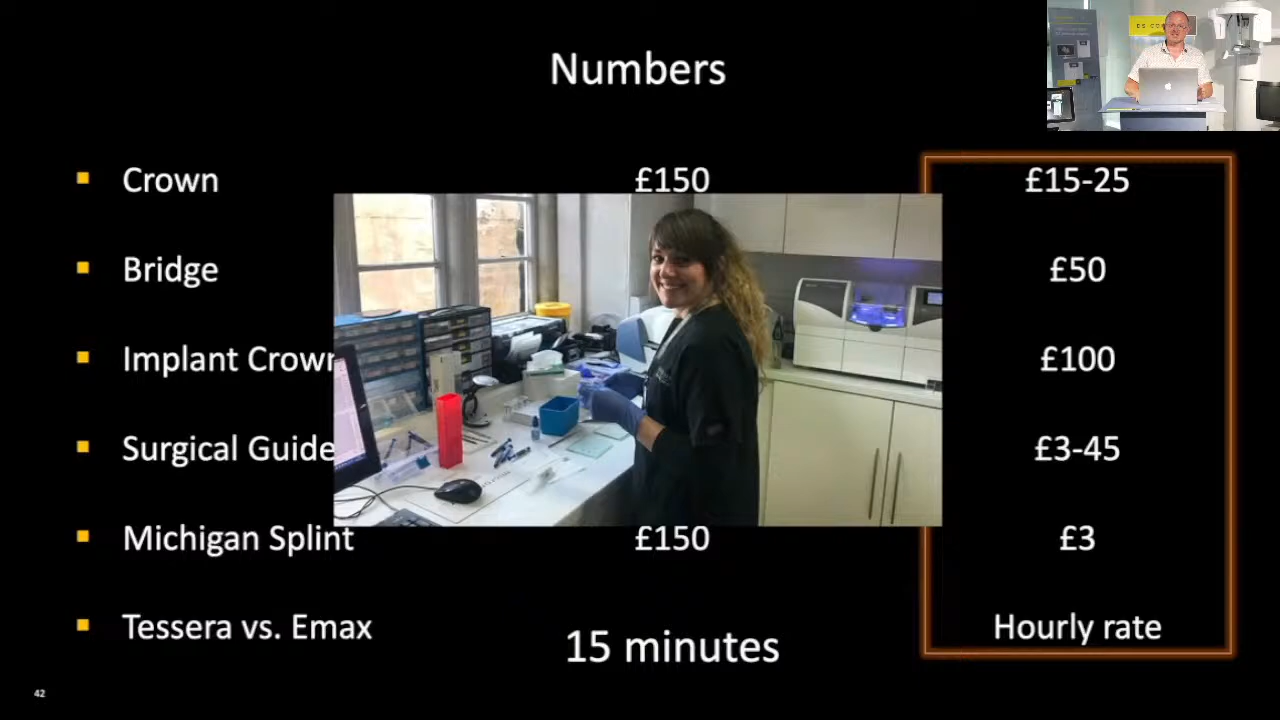 Numbers
Crown £150 £15-25
Bridge £50
Implant Crown £100
Surgical Guide £3-45
Michigan Splint £150 £3
Tessera vs. Emax 15 minutes Hourly rate
42